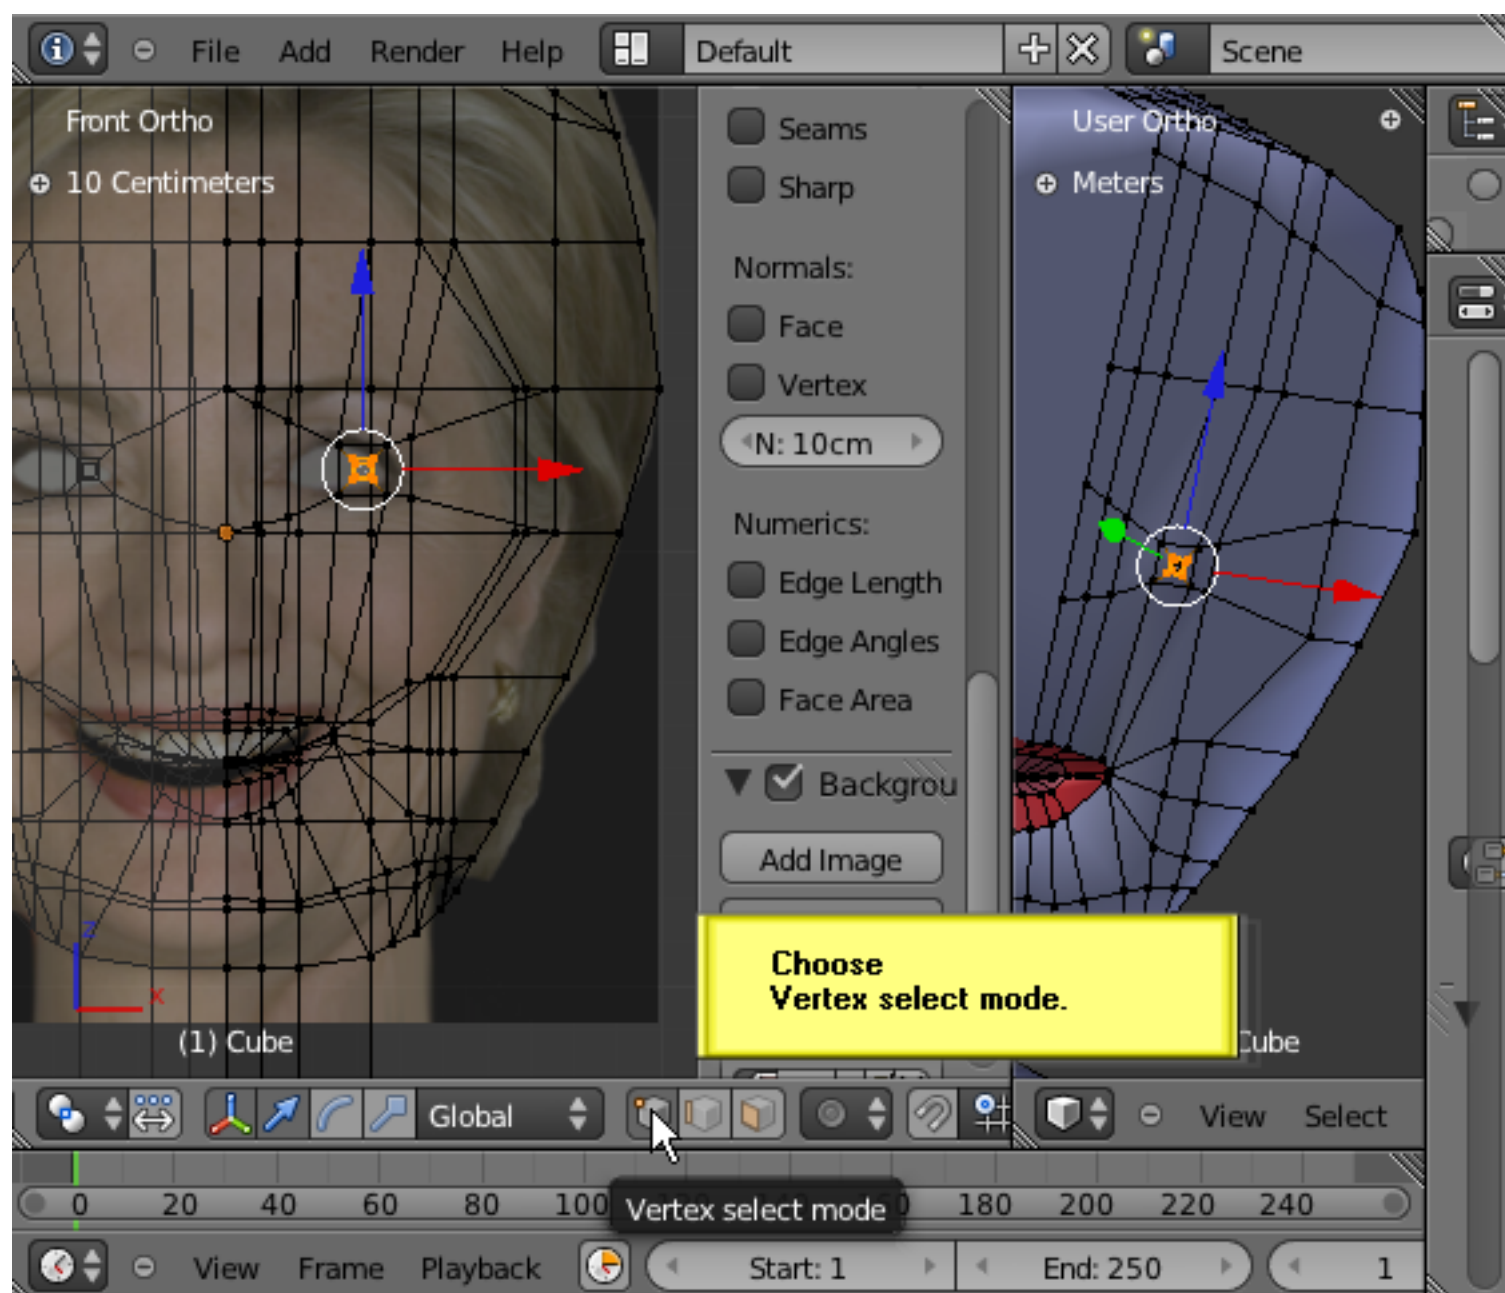 File Add Render Help Default Scene
Front Ortho
10 Centimeters
Seams
Sharp
Normals:
Face
Vertex
N: 10cm
Numerics:
Edge Length
Edge Angles
Face Area
Backgrou
Add Image
User Ortho
Meters
Choose
Vertex select mode.
z
x
(1) Cube
Cube
Global
View Select
0 20 40 60 80 100 180 200 220 240
Vertex select mode
View Frame Playback Start: 1 End: 250 1